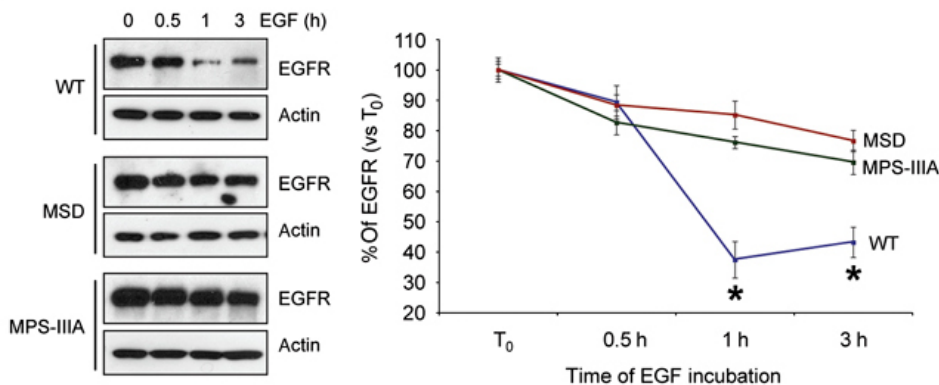 0 0.5 1 3 EGF (h)
WT
EGFR
Actin
MSD
EGFR
Actin
MPS-IIIA
EGFR
Actin
%Of EGFR (vs T0)
110
100
90
80
70
60
50
40
30
20
MSD
MPS-IIIA
WT
*
*
T0 0.5 h 1 h 3 h
Time of EGF incubation